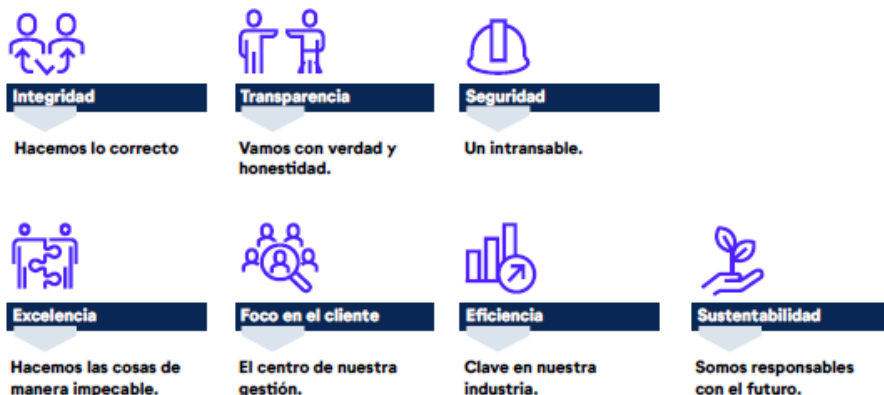 Integridad
Hacemos lo correcto
Transparencia
Vamos con verdad y
honestidad.
Seguridad
Un intransable.
Excelencia
Hacemos las cosas de
manera impecable.
Foco en el cliente
El centro de nuestra
gestión.
Eficiencia
Clave en nuestra
industria.
Sustentabilidad
Somos responsables
con el futuro.